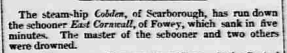 The steam-hip Cobden, of Scarborough, has run down
the schooner East Cornwall, of Fowey, which sank in five
minutes. The master of the schooner and two others
were drowned.